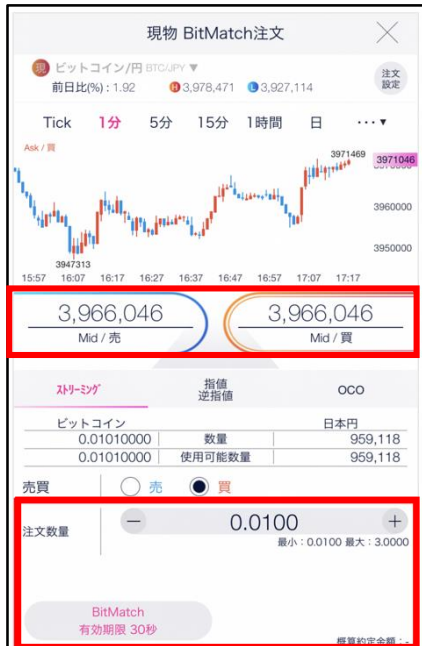 現物 BitMatch注文
現 ビットコイン/円 BTC/JPY ▼
注文
設定
前日比(%) : 1.92 H 3,978,471 L 3,927,114
Tick 1分 5分 15分 1時間 日 ・・・▼
Ask / 買
3971469
3971046
3960000
3950000
3947313
15:57 16:07 16:17 16:27 16:37 16:47 16:57 17:07 17:17
3,966,046 3,966,046
Mid / 売 Mid / 買
ストリーミング 指値 OCO
逆指値
ビットコイン 日本円
0.01010000 数量 959,118
0.01010000 使用可能数量 959,118
売買 売 買
注文数量 − 0.0100 +
最小：0.0100 最大：3.0000
BitMatch
有効期限 30秒
概算約定金額：-